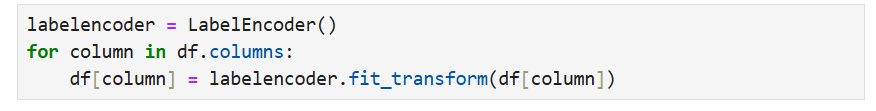 labelencoder = LabelEncoder()
for column in df.columns:
    df[column] = labelencoder.fit_transform(df[column])